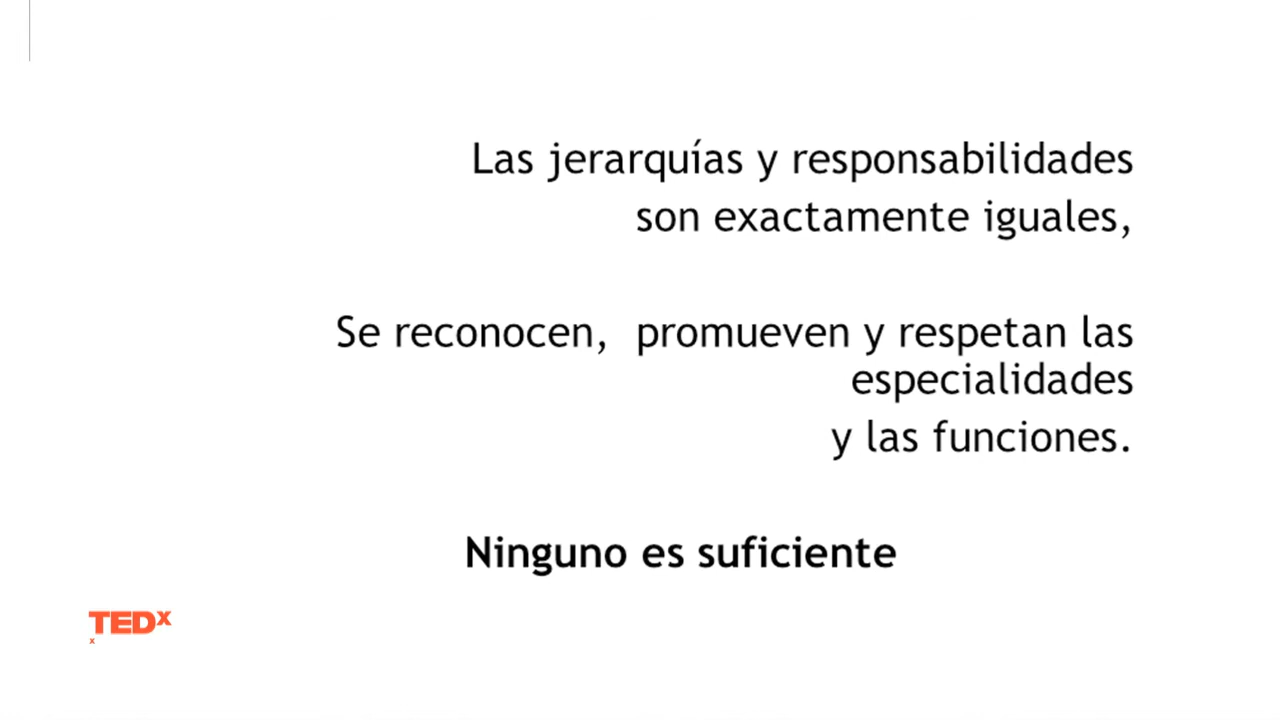 Las jerarquías y responsabilidades
son exactamente iguales,
Se reconocen,  promueven y respetan las
especialidades
y las funciones.
Ninguno es suficiente
TEDx
x